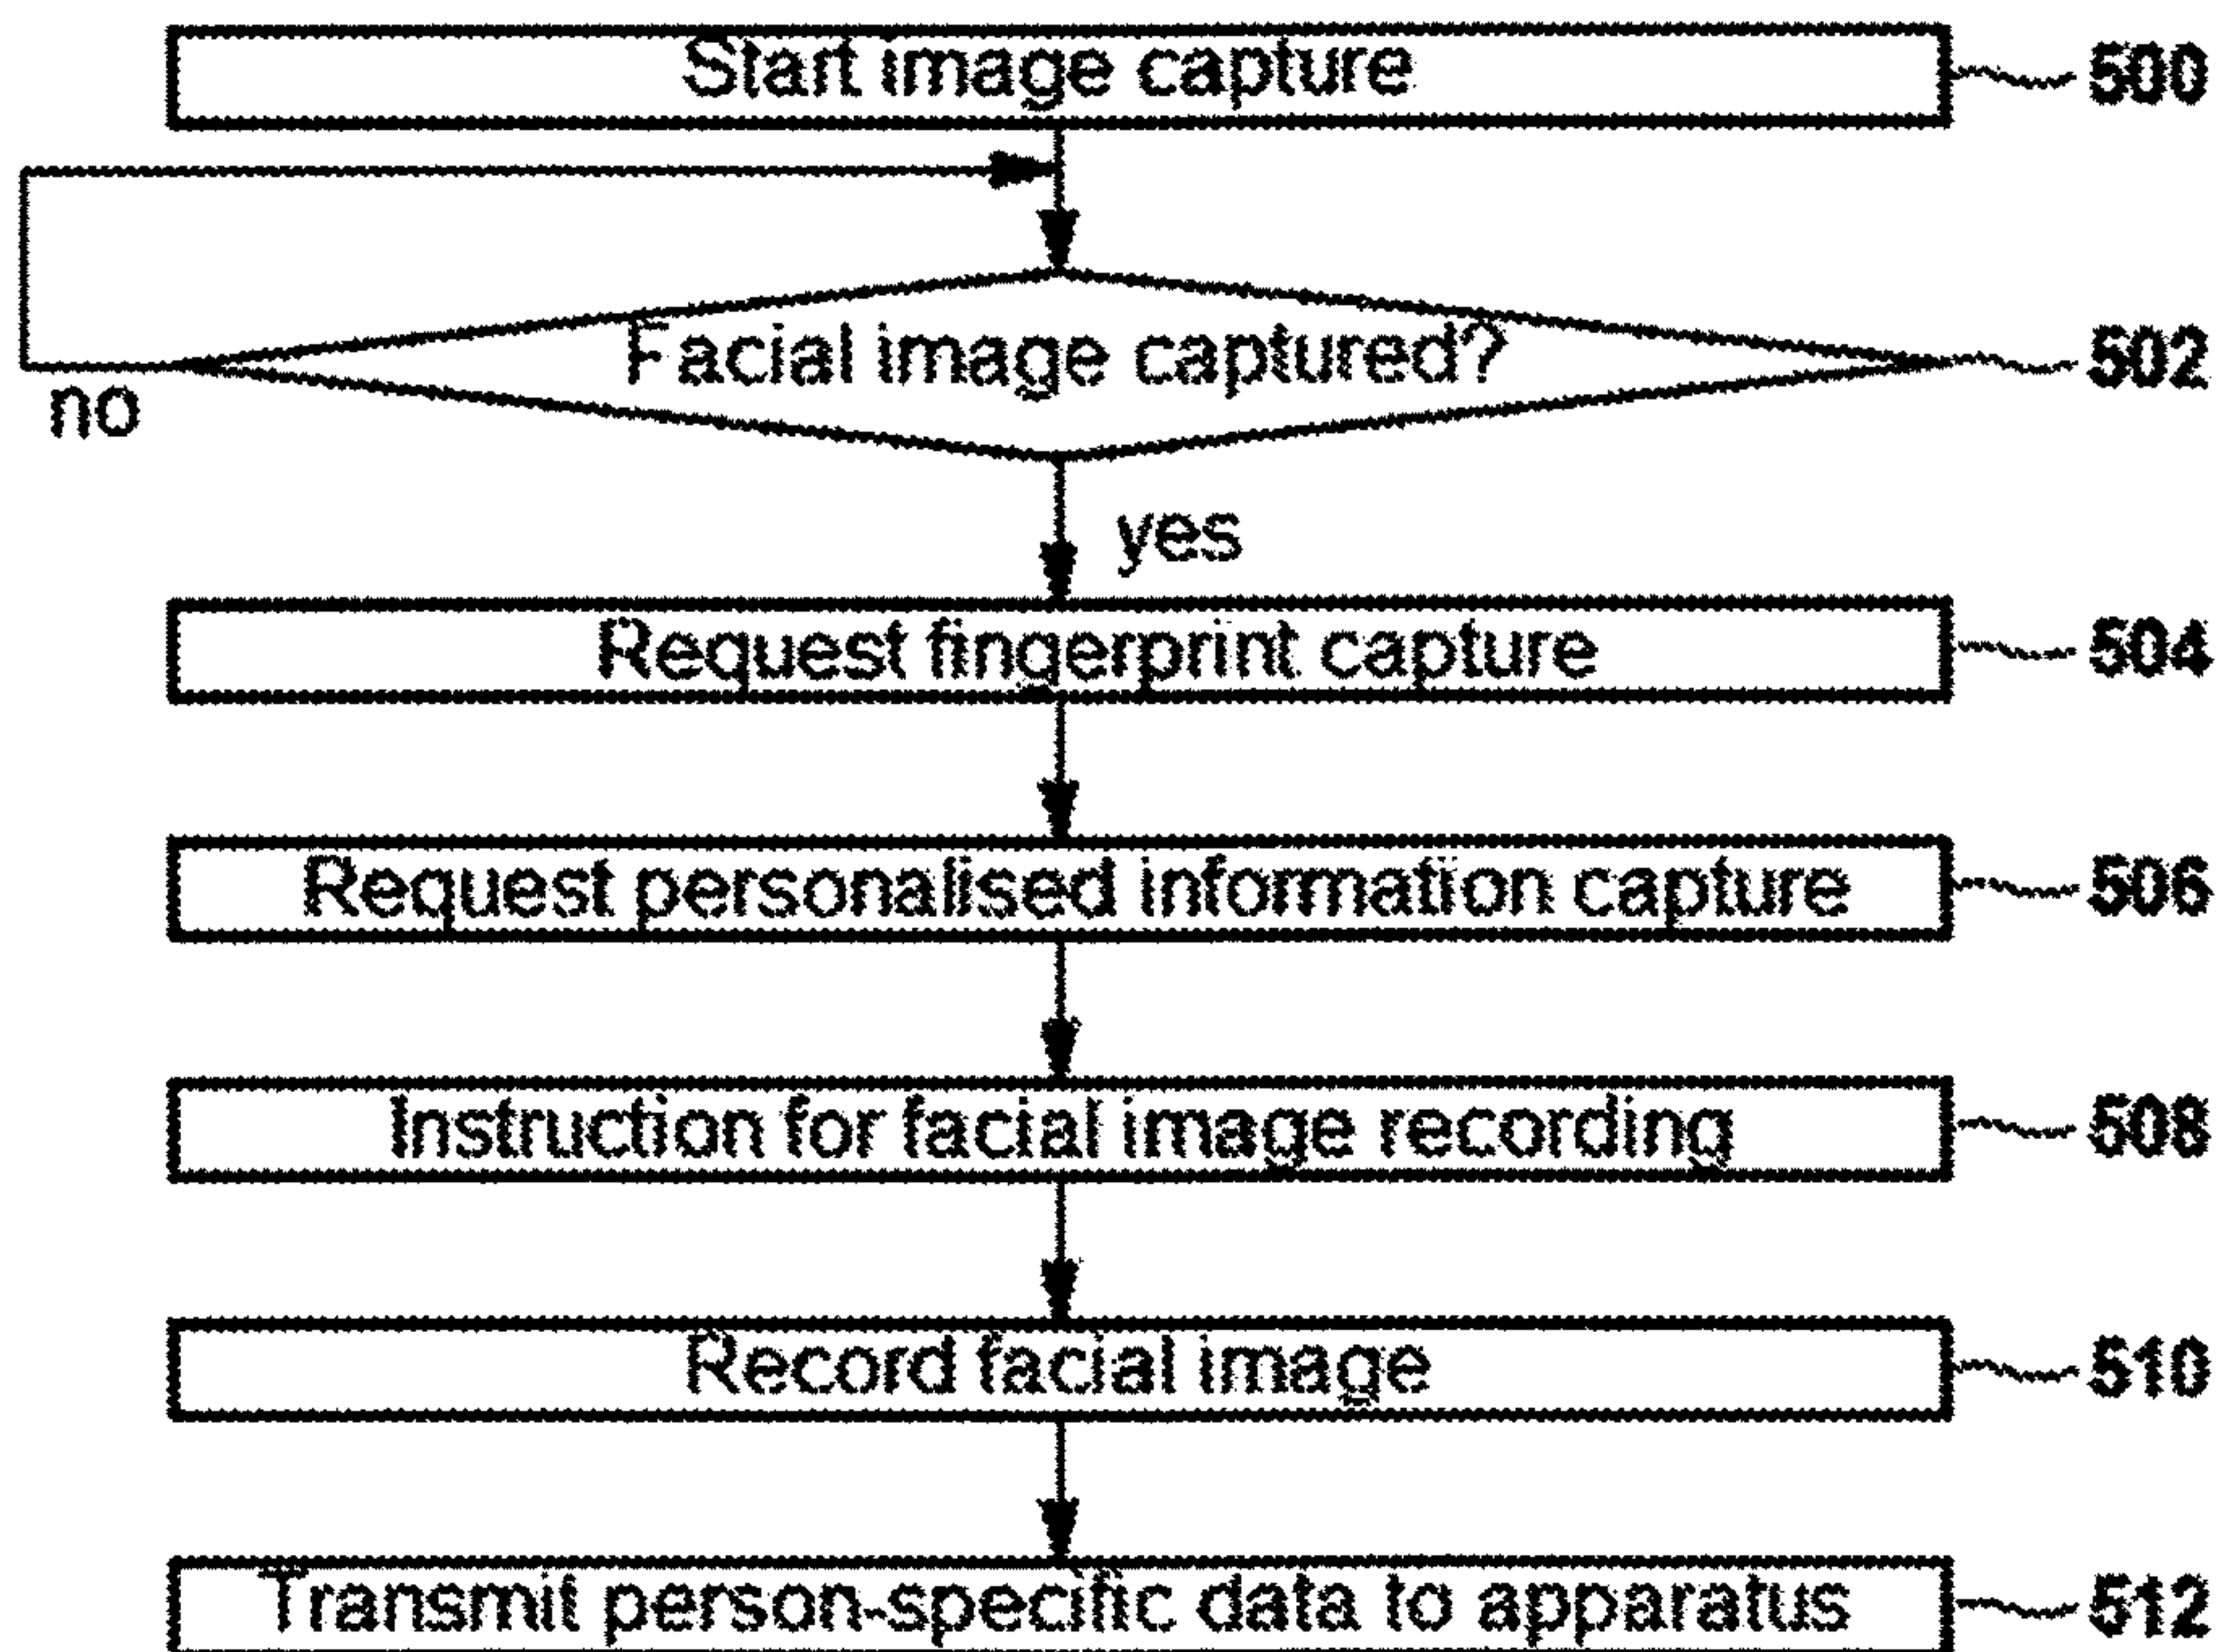 Start image capture 500
Facial image captured? 502
no
yes
Request fingerprint capture 504
Request personalised information capture 506
Instruction for facial image recording 508
Record facial image 510
Transmit person-specific data to apparatus 512